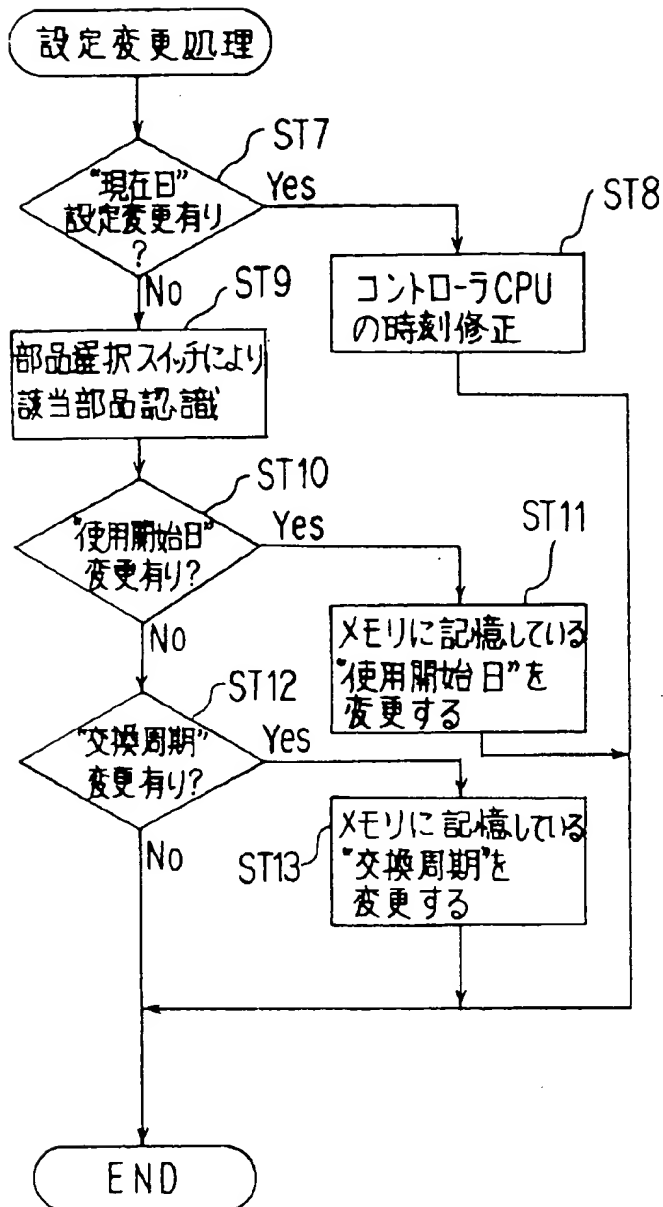 設定変更処理
ST7
"現在日"
設定変更有り
?
Yes
ST8
コントローラCPU
の時刻修正
No
ST9
部品選択スイッチにより
該当部品認識
ST10
"使用開始日"
変更有り?
Yes
ST11
メモリに記憶している
"使用開始日"を
変更する
No
ST12
"交換周期"
変更有り?
Yes
ST13
メモリに記憶している
"交換周期"を
変更する
No
END